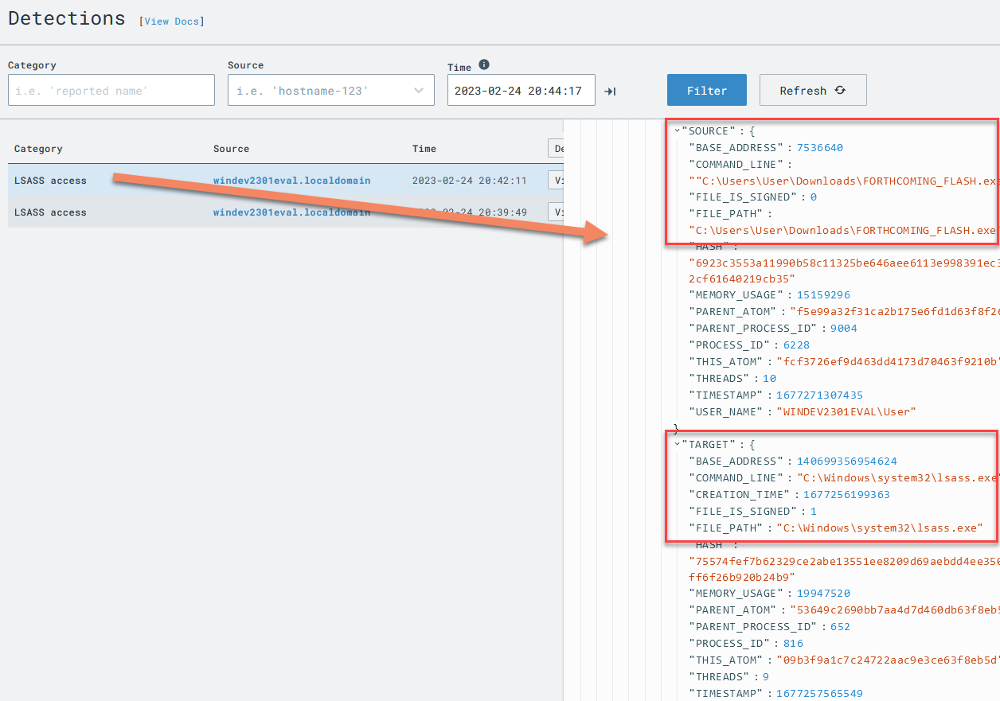 Detections [View Docs]
Category
Source
Time
i.e. 'reported name'
i.e. 'hostname-123'
2023-02-24 20:44:17
Filter
Refresh
Category Source Time De
LSASS access windev2301eval.localdomain 2023-02-24 20:42:11 Vi
LSASS access windev2301eval.localdomain 02-24 20:39:49 Vi
"SOURCE" : {
"BASE_ADDRESS" : 7536640
"COMMAND_LINE" :
""C:\Users\User\Downloads\FORTHCOMING_FLASH.exe
"FILE_IS_SIGNED" : 0
"FILE_PATH" :
"C:\Users\User\Downloads\FORTHCOMING_FLASH.exe"
"HASH" :
"6923c3553a11990b58c11325be646aee6113e998391ec3
2cf61640219cb35"
"MEMORY_USAGE" : 15159296
"PARENT_ATOM" : "f5e99a32f31ca2b175e6fd1d63f8f26
"PARENT_PROCESS_ID" : 9004
"PROCESS_ID" : 6228
"THIS_ATOM" : "fcf3726ef9d463dd4173d70463f9210b"
"THREADS" : 10
"TIMESTAMP" : 1677271307435
"USER_NAME" : "WINDEV2301EVAL\User"
}
"TARGET" : {
"BASE_ADDRESS" : 140699356954624
"COMMAND_LINE" : "C:\Windows\system32\lsass.exe"
"CREATION_TIME" : 1677256199363
"FILE_IS_SIGNED" : 1
"FILE_PATH" : "C:\Windows\system32\lsass.exe"
"HASH" :
"75574fef7b62329ce2abe13551ee8209d69aebdd4ee350
ff6f26b920b24b9"
"MEMORY_USAGE" : 19947520
"PARENT_ATOM" : "53649c2690bb7aa4d7d460db63f8eb5
"PARENT_PROCESS_ID" : 652
"PROCESS_ID" : 816
"THIS_ATOM" : "09b3f9a1c7c24722aac9e3ce63f8eb5d"
"THREADS" : 9
"TIMESTAMP" : 1677257565549